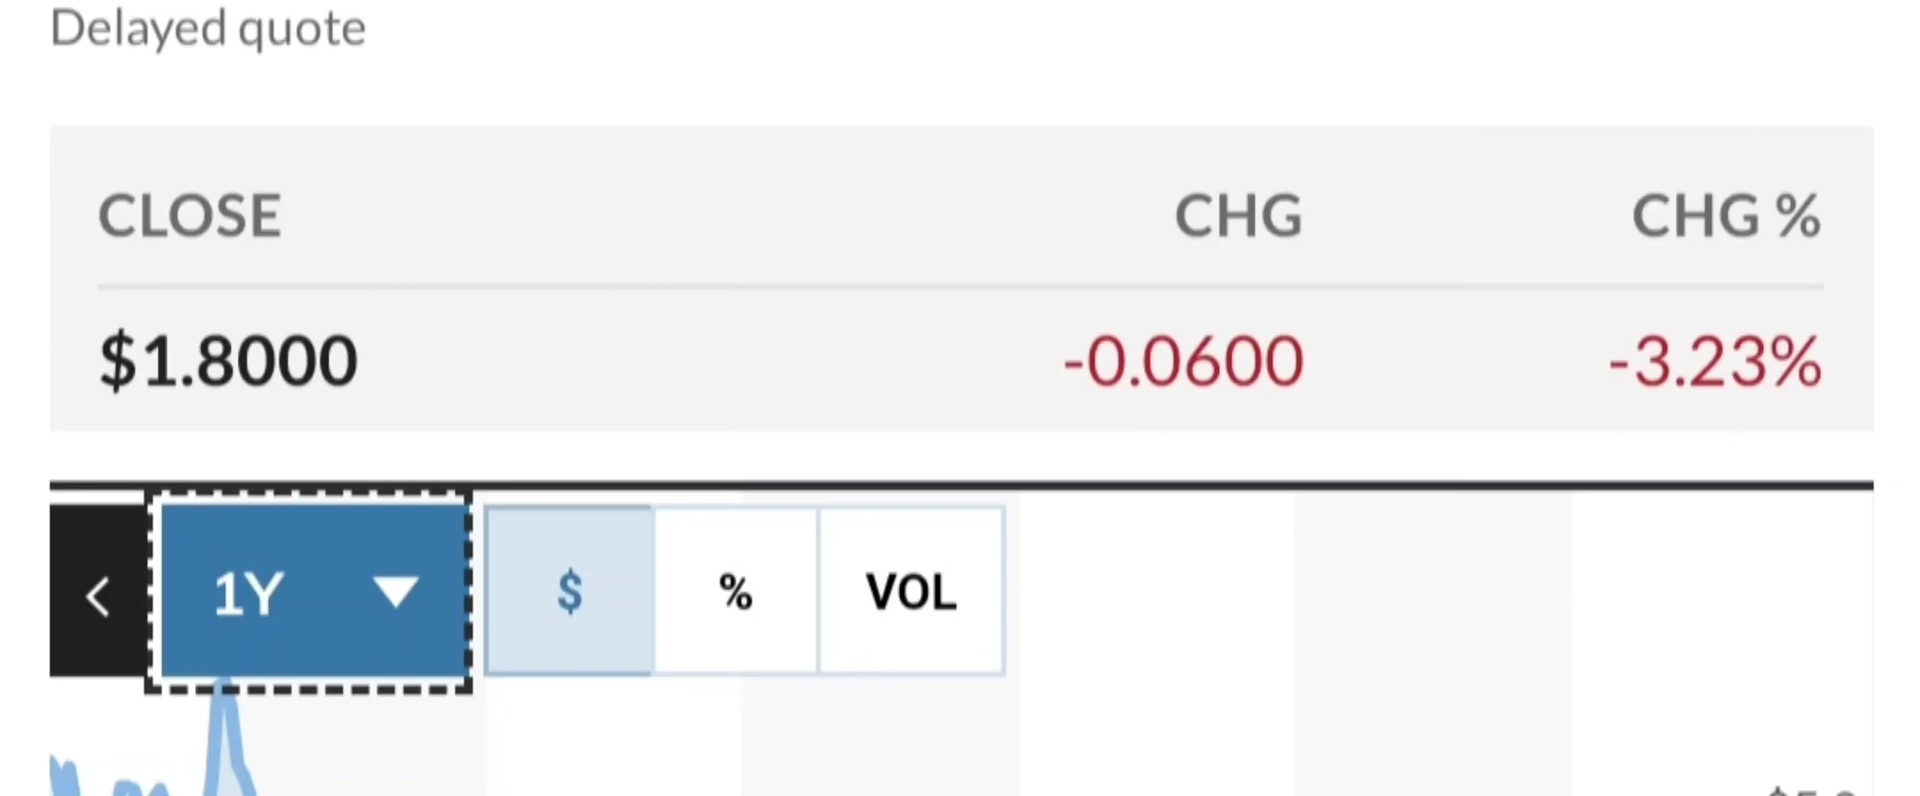 Delayed quote
CLOSE CHG CHG %
$1.8000 -0.0600 -3.23%
1Y $ % VOL